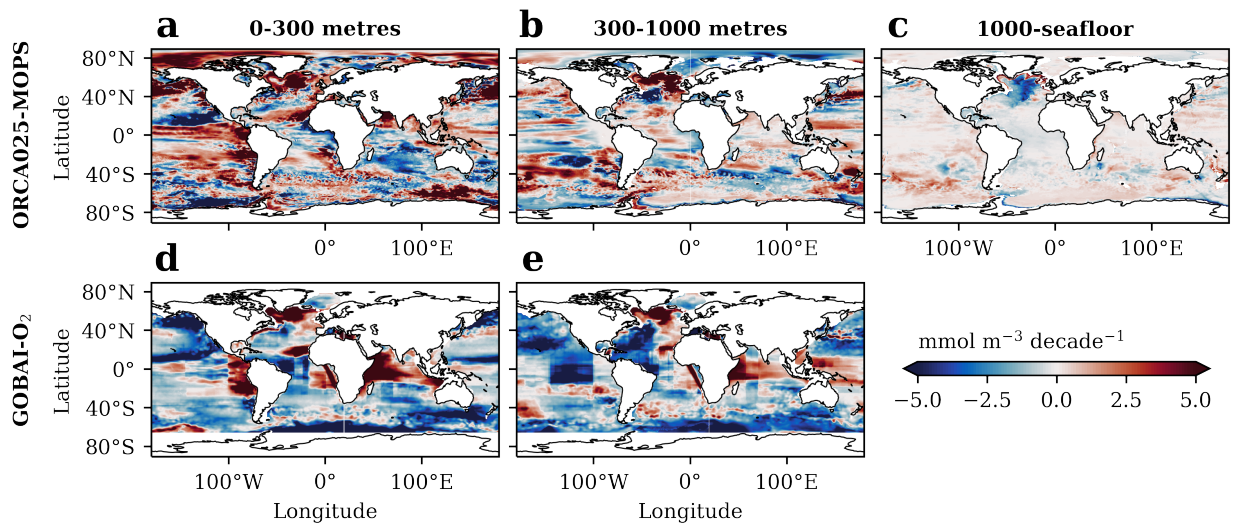 a
0-300 metres
b
300-1000 metres
c
1000-seafloor
ORCA025-MOPS
Latitude
80°N
40°N
0°
40°S
80°S
0°
100°E
0°
100°E
100°W
0°
100°E
d
e
GOBAI-O₂
Latitude
80°N
40°N
0°
40°S
80°S
100°W
0°
100°E
Longitude
100°W
0°
100°E
Longitude
mmol m⁻³ decade⁻¹
−5.0
−2.5
0.0
2.5
5.0